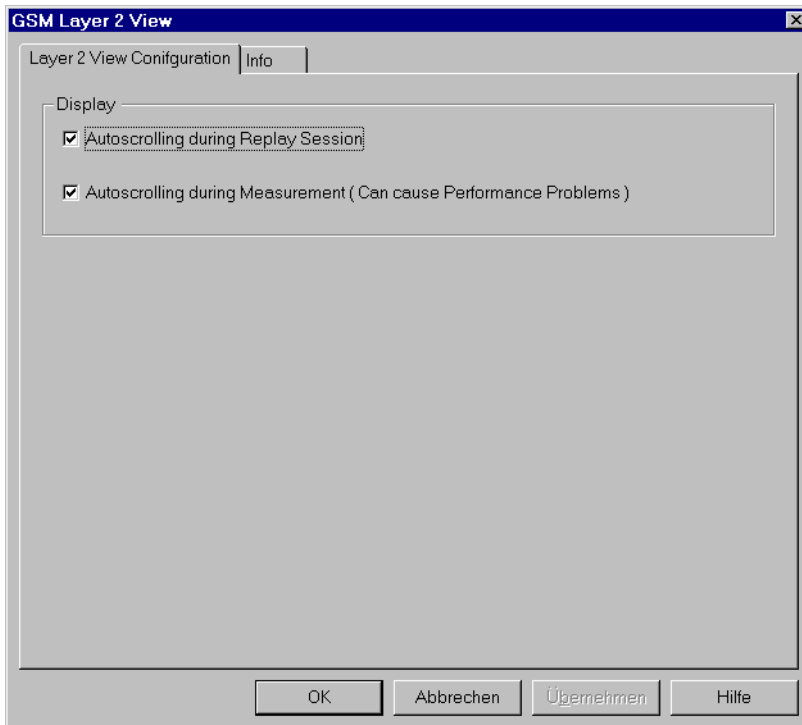 GSM Layer 2 View
Layer 2 View Conifguration
Info
Display
Autoscrolling during Replay Session
Autoscrolling during Measurement ( Can cause Performance Problems )
OK
Abbrechen
Übernehmen
Hilfe